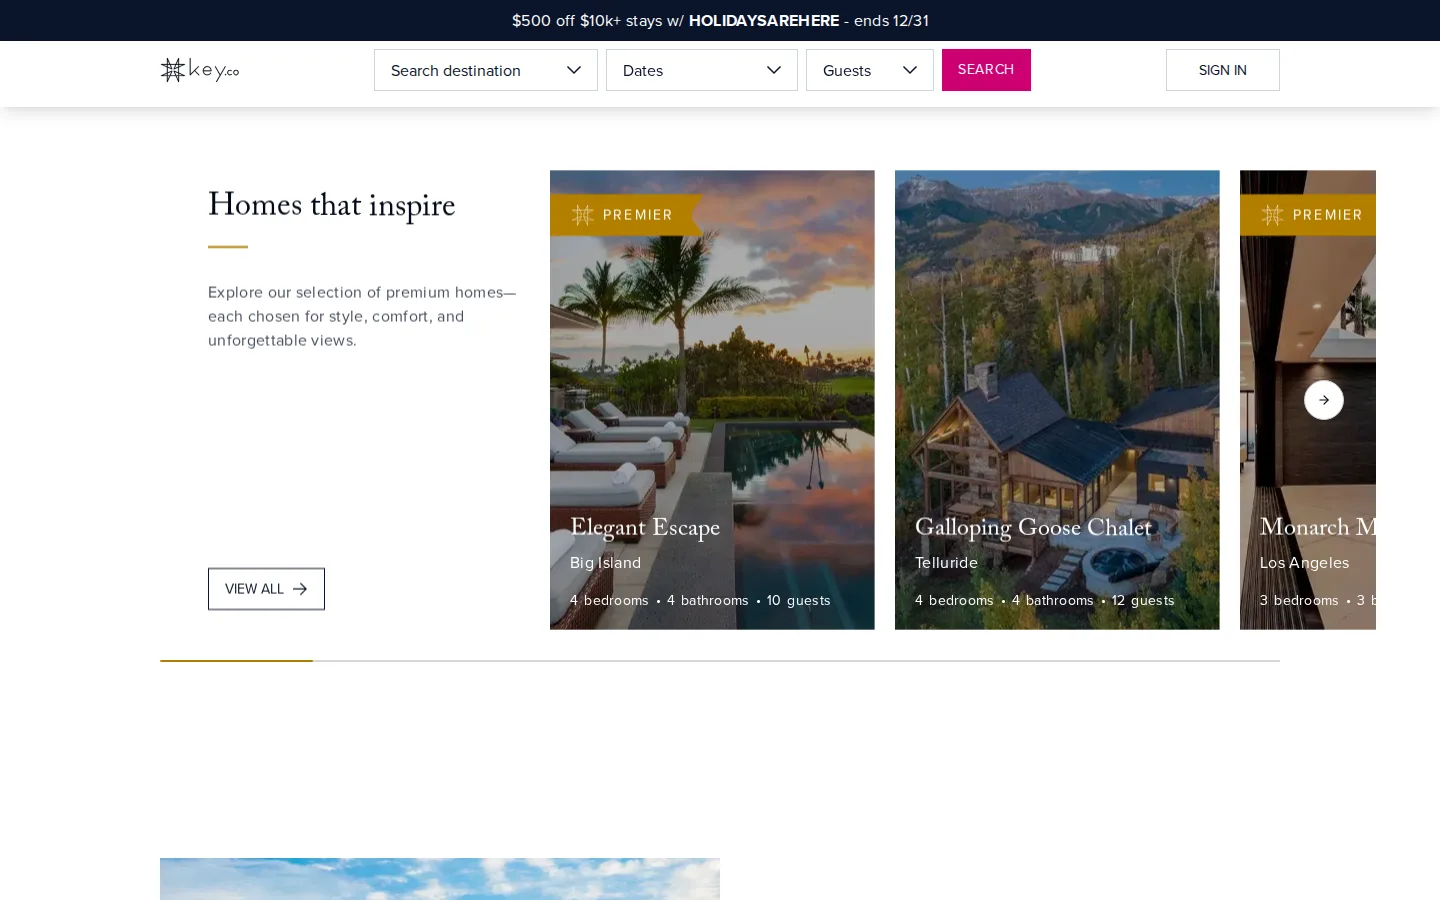 $500 off $10k+ stays w/ HOLIDAYSAREHERE - ends 12/31
key.co
Search destination
Dates
Guests
SEARCH
SIGN IN
Homes that inspire
Explore our selection of premium homes—
each chosen for style, comfort, and
unforgettable views.
VIEW ALL
PREMIER
Elegant Escape
Big Island
4 bedrooms • 4 bathrooms • 10 guests
Galloping Goose Chalet
Telluride
4 bedrooms • 4 bathrooms • 12 guests
PREMIER
Monarch M
Los Angeles
3 bedrooms • 3 b